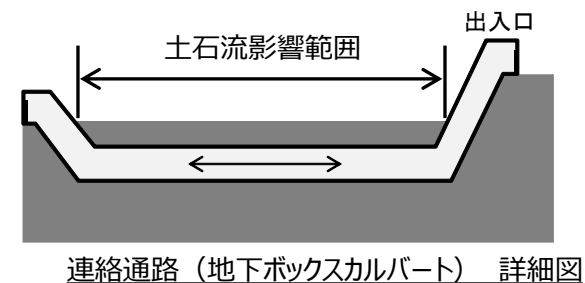 出入口
土石流影響範囲
連絡通路（地下ボックスカルバート）　詳細図